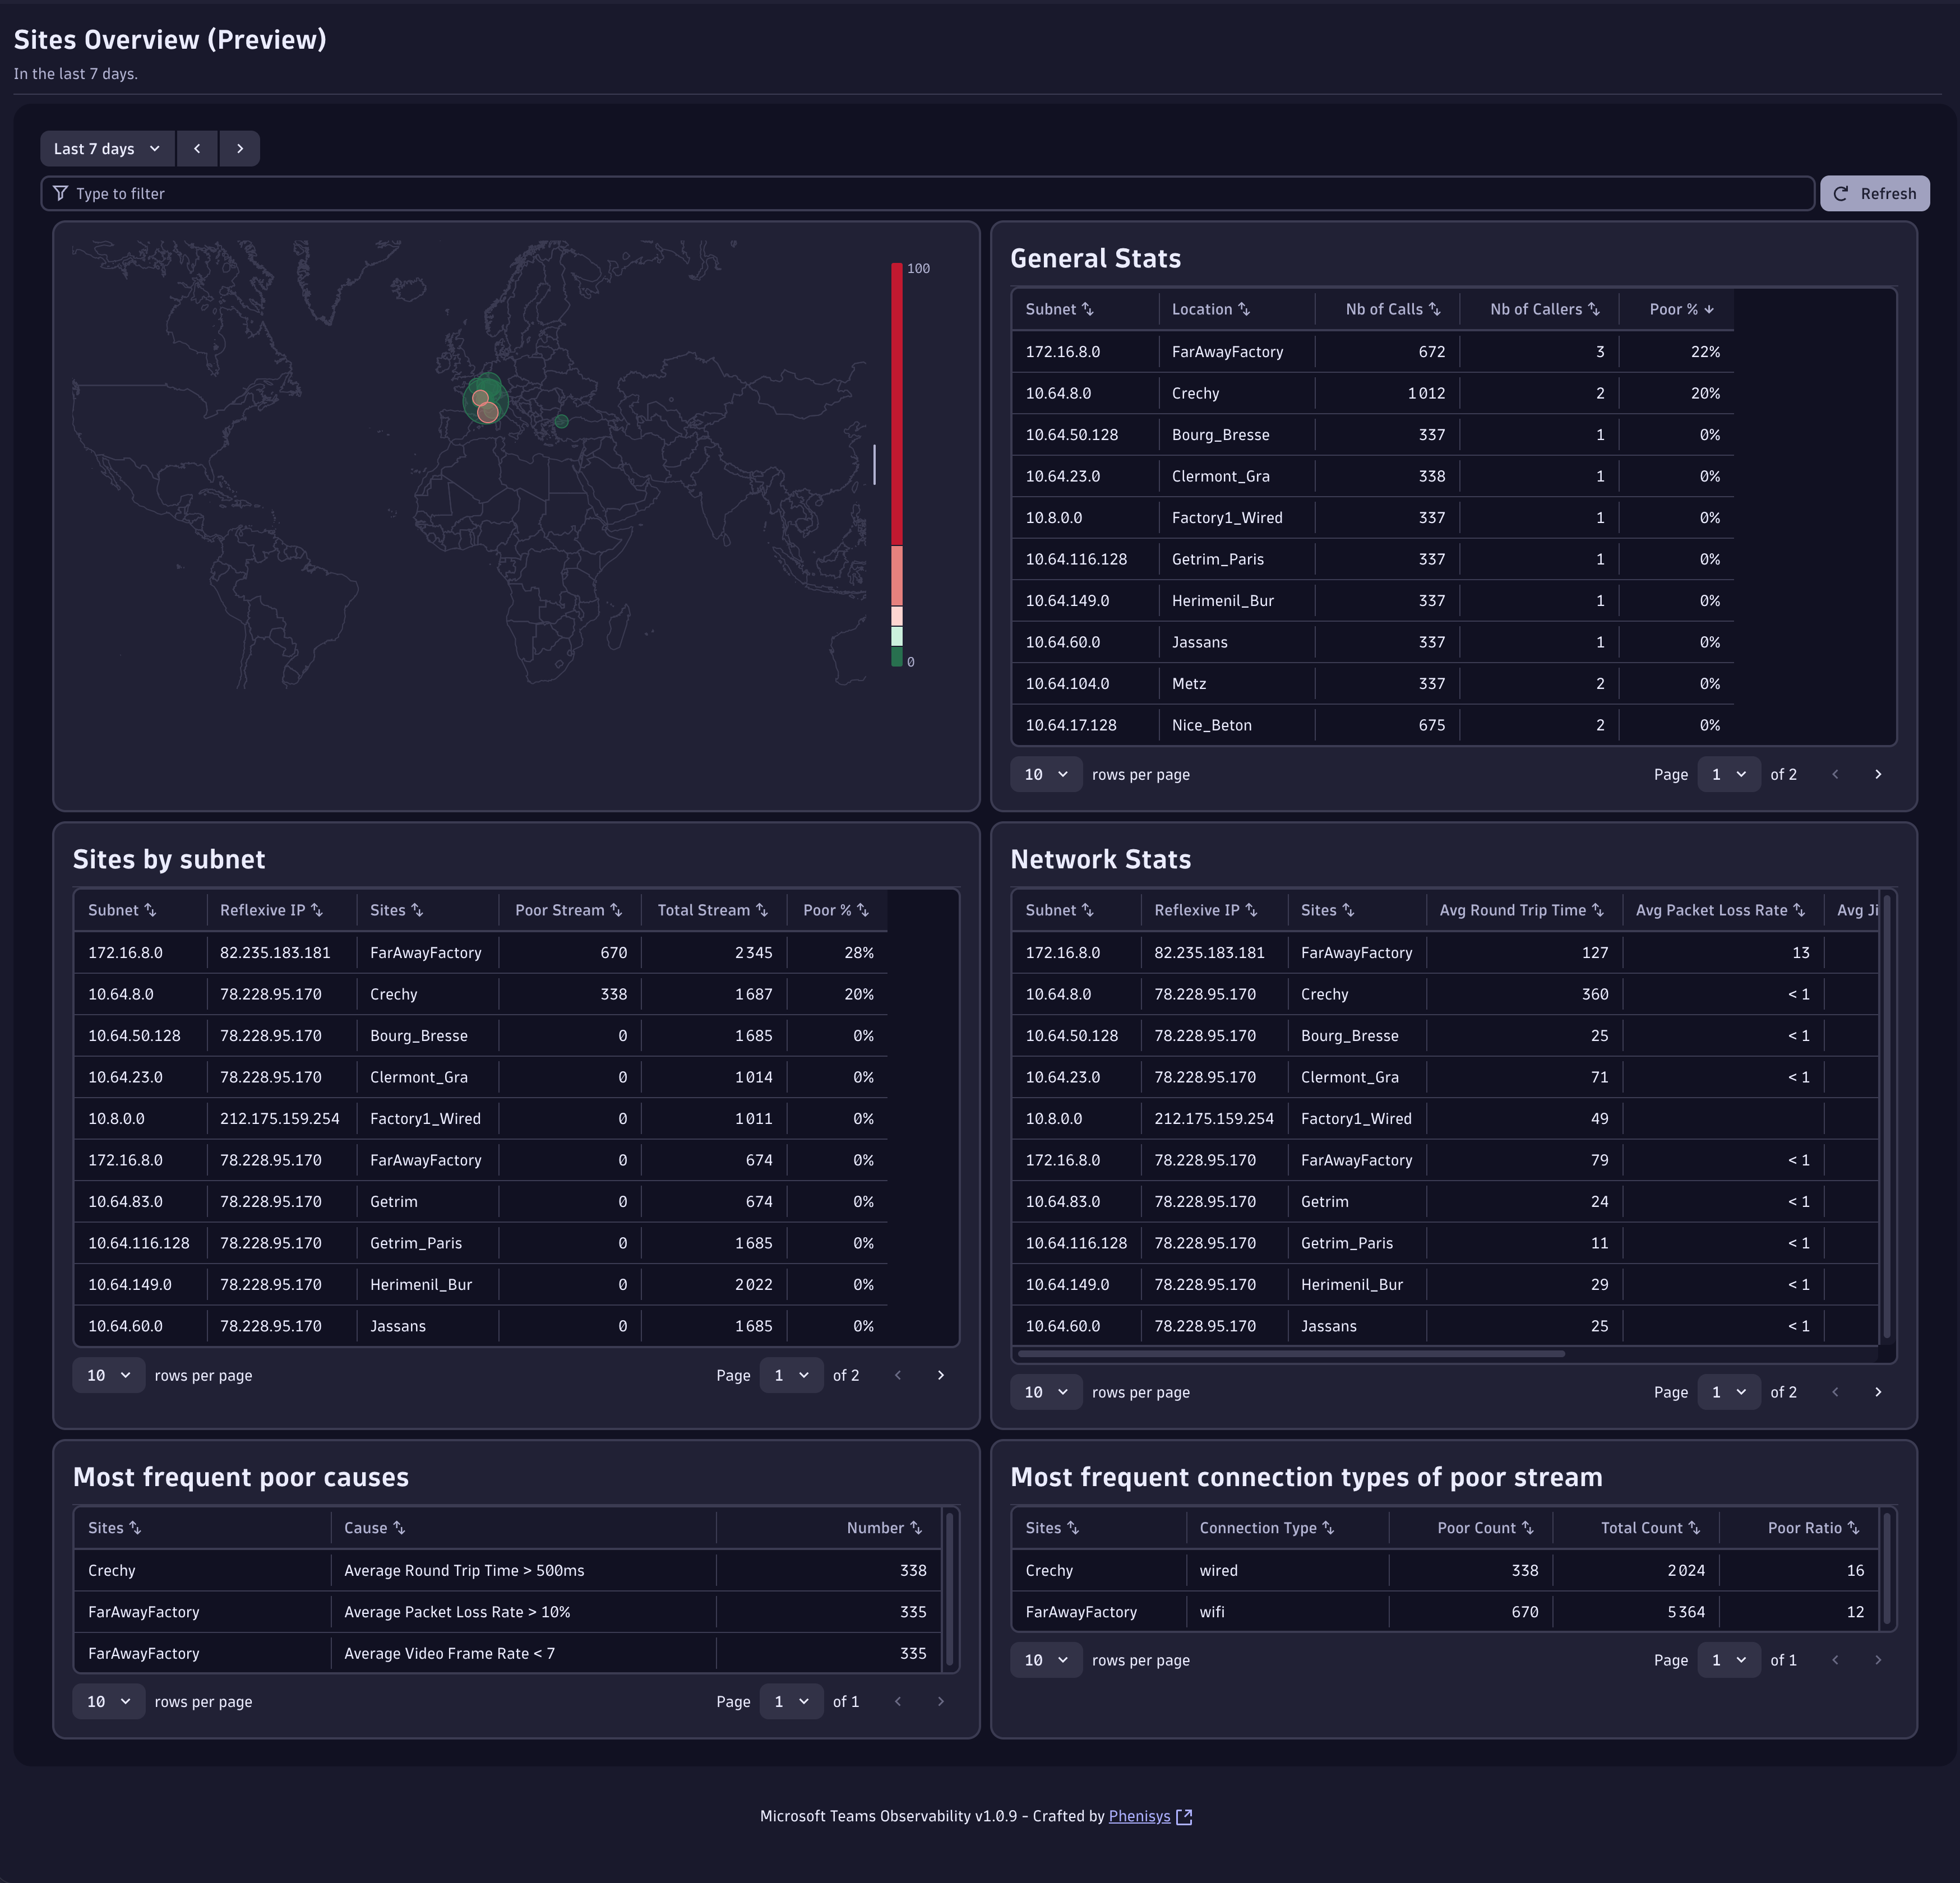 Sites Overview (Preview)
In the last 7 days.
Last 7 days
Type to filter
Refresh
100
0
General Stats
Subnet Location Nb of Calls Nb of Callers Poor %
172.16.8.0 FarAwayFactory 672 3 22%
10.64.8.0 Crechy 1 012 2 20%
10.64.50.128 Bourg_Bresse 337 1 0%
10.64.23.0 Clermont_Gra 338 1 0%
10.8.0.0 Factory1_Wired 337 1 0%
10.64.116.128 Getrim_Paris 337 1 0%
10.64.149.0 Herimenil_Bur 337 1 0%
10.64.60.0 Jassans 337 1 0%
10.64.104.0 Metz 337 2 0%
10.64.17.128 Nice_Beton 675 2 0%
10 rows per page Page 1 of 2
Sites by subnet
Subnet Reflexive IP Sites Poor Stream Total Stream Poor %
172.16.8.0 82.235.183.181 FarAwayFactory 670 2 345 28%
10.64.8.0 78.228.95.170 Crechy 338 1 687 20%
10.64.50.128 78.228.95.170 Bourg_Bresse 0 1 685 0%
10.64.23.0 78.228.95.170 Clermont_Gra 0 1 014 0%
10.8.0.0 212.175.159.254 Factory1_Wired 0 1 011 0%
172.16.8.0 78.228.95.170 FarAwayFactory 0 674 0%
10.64.83.0 78.228.95.170 Getrim 0 674 0%
10.64.116.128 78.228.95.170 Getrim_Paris 0 1 685 0%
10.64.149.0 78.228.95.170 Herimenil_Bur 0 2 022 0%
10.64.60.0 78.228.95.170 Jassans 0 1 685 0%
10 rows per page Page 1 of 2
Network Stats
Subnet Reflexive IP Sites Avg Round Trip Time Avg Packet Loss Rate Avg Ji
172.16.8.0 82.235.183.181 FarAwayFactory 127 13
10.64.8.0 78.228.95.170 Crechy 360 < 1
10.64.50.128 78.228.95.170 Bourg_Bresse 25 < 1
10.64.23.0 78.228.95.170 Clermont_Gra 71 < 1
10.8.0.0 212.175.159.254 Factory1_Wired 49
172.16.8.0 78.228.95.170 FarAwayFactory 79 < 1
10.64.83.0 78.228.95.170 Getrim 24 < 1
10.64.116.128 78.228.95.170 Getrim_Paris 11 < 1
10.64.149.0 78.228.95.170 Herimenil_Bur 29 < 1
10.64.60.0 78.228.95.170 Jassans 25 < 1
10 rows per page Page 1 of 2
Most frequent poor causes
Sites Cause Number
Crechy Average Round Trip Time > 500ms 338
FarAwayFactory Average Packet Loss Rate > 10% 335
FarAwayFactory Average Video Frame Rate < 7 335
10 rows per page Page 1 of 1
Most frequent connection types of poor stream
Sites Connection Type Poor Count Total Count Poor Ratio
Crechy wired 338 2 024 16
FarAwayFactory wifi 670 5 364 12
10 rows per page Page 1 of 1
Microsoft Teams Observability v1.0.9 - Crafted by Phenisys